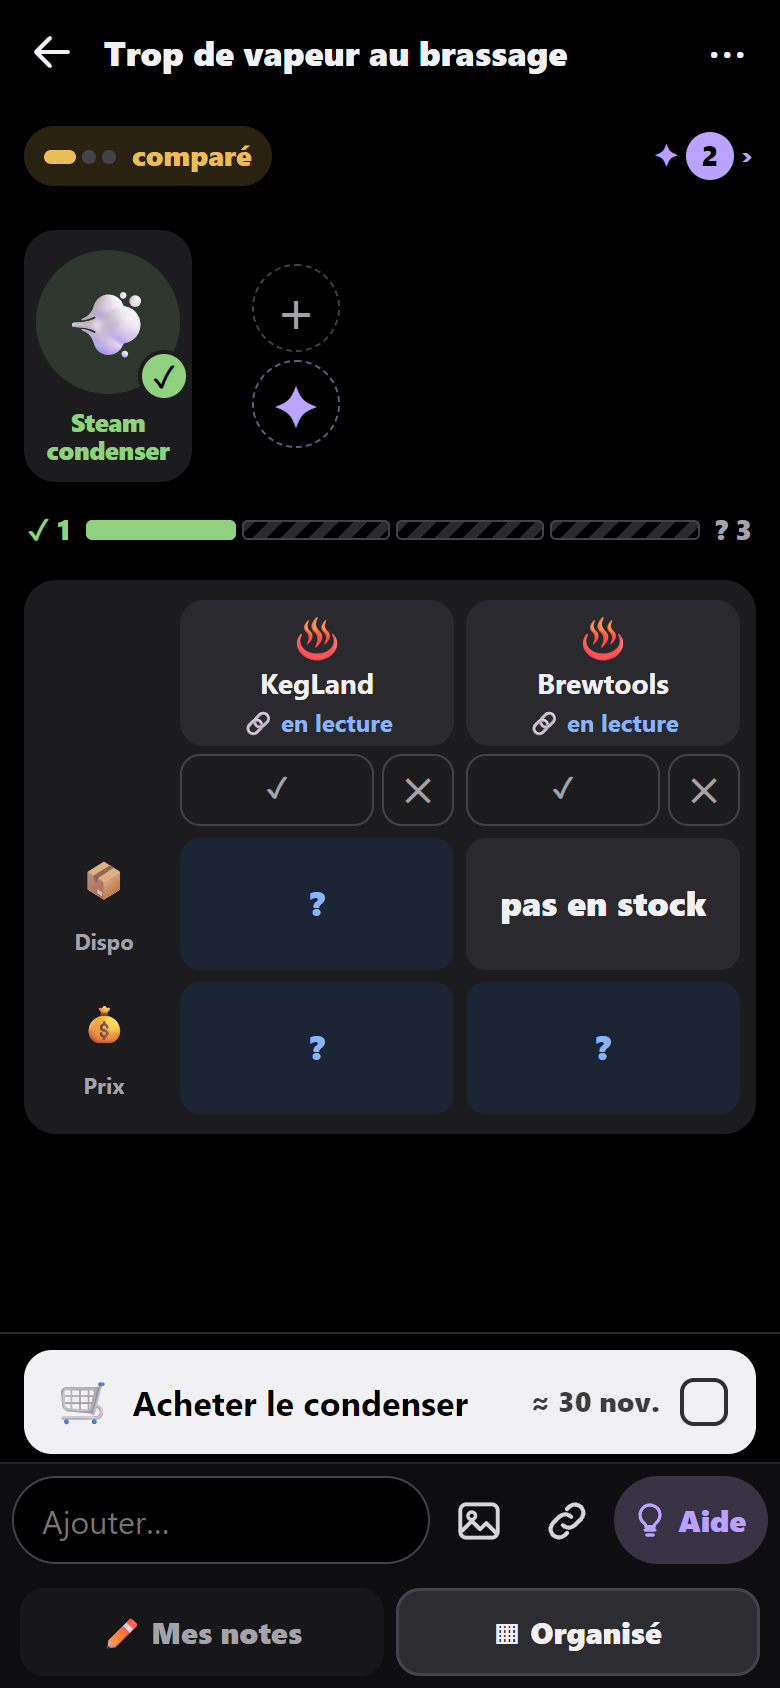 Trop de vapeur au brassage
comparé
2
Steam
condenser
✓ 1
? 3
KegLand
Brewtools
en lecture
en lecture
?
pas en stock
Dispo
?
?
Prix
Acheter le condenser
≈ 30 nov.
Ajouter...
Aide
Mes notes
Organisé